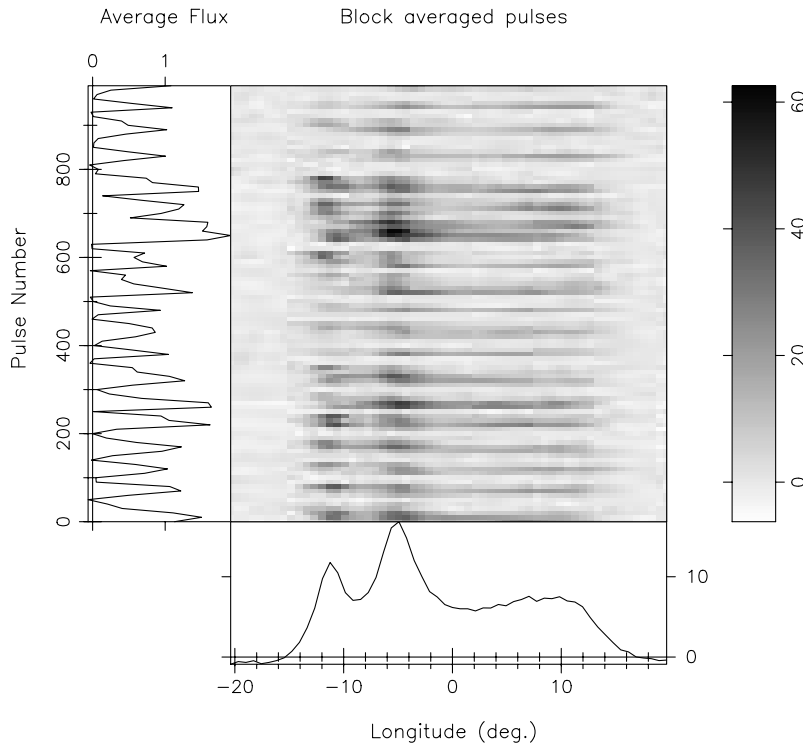 Average Flux
Block averaged pulses
0 1
Pulse Number
800
600
400
200
0
60
40
20
0
10
0
−20 −10 0 10
Longitude (deg.)